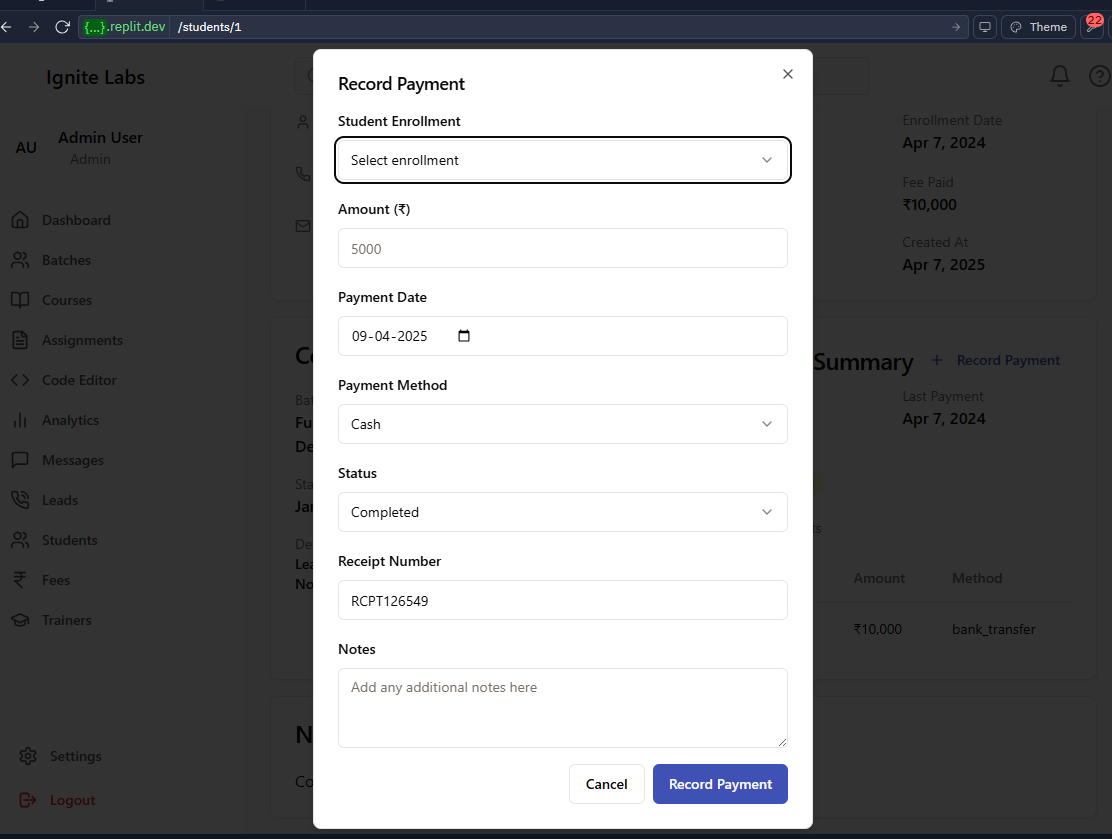 {...}.replit.dev /students/1
Theme
22
Ignite Labs
AU
Admin User
Admin
Dashboard
Batches
Courses
Assignments
Code Editor
Analytics
Messages
Leads
Students
Fees
Trainers
Settings
Logout
Record Payment
Student Enrollment
Select enrollment
Amount (₹)
5000
Payment Date
09-04-2025
Payment Method
Cash
Status
Completed
Receipt Number
RCPT126549
Notes
Add any additional notes here
Cancel
Record Payment
Enrollment Date
Apr 7, 2024
Fee Paid
₹10,000
Created At
Apr 7, 2025
Summary
+ Record Payment
Last Payment
Apr 7, 2024
Amount
Method
₹10,000
bank_transfer